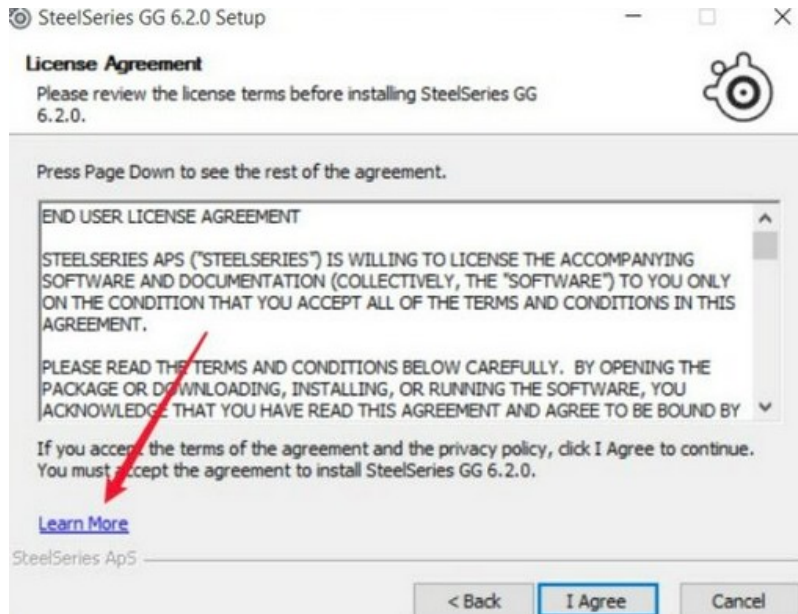 SteelSeries GG 6.2.0 Setup
License Agreement
Please review the license terms before installing SteelSeries GG
6.2.0.
Press Page Down to see the rest of the agreement.
END USER LICENSE AGREEMENT
STEELSERIES APS ("STEELSERIES") IS WILLING TO LICENSE THE ACCOMPANYING
SOFTWARE AND DOCUMENTATION (COLLECTIVELY, THE "SOFTWARE") TO YOU ONLY
ON THE CONDITION THAT YOU ACCEPT ALL OF THE TERMS AND CONDITIONS IN THIS
AGREEMENT.
PLEASE READ THE TERMS AND CONDITIONS BELOW CAREFULLY. BY OPENING THE
PACKAGE OR DOWNLOADING, INSTALLING, OR RUNNING THE SOFTWARE, YOU
ACKNOWLEDGE THAT YOU HAVE READ THIS AGREEMENT AND AGREE TO BE BOUND BY
If you accept the terms of the agreement and the privacy policy, click I Agree to continue.
You must accept the agreement to install SteelSeries GG 6.2.0.
Learn More
SteelSeries ApS
< Back I Agree Cancel